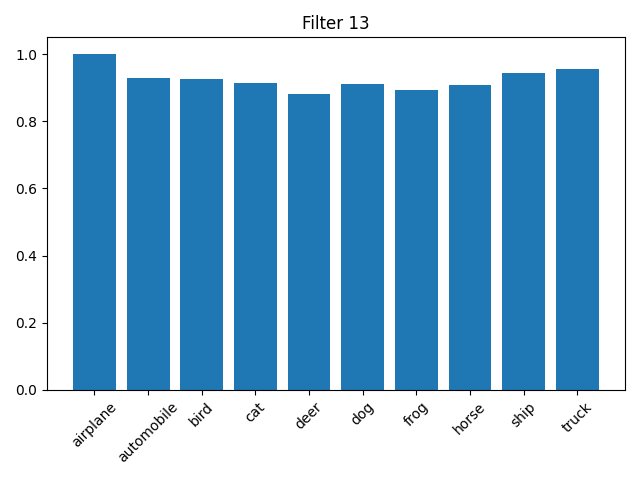 Filter 13
1.0
0.8
0.6
0.4
0.2
0.0
airplane
automobile
bird
cat
deer
dog
frog
horse
ship
truck